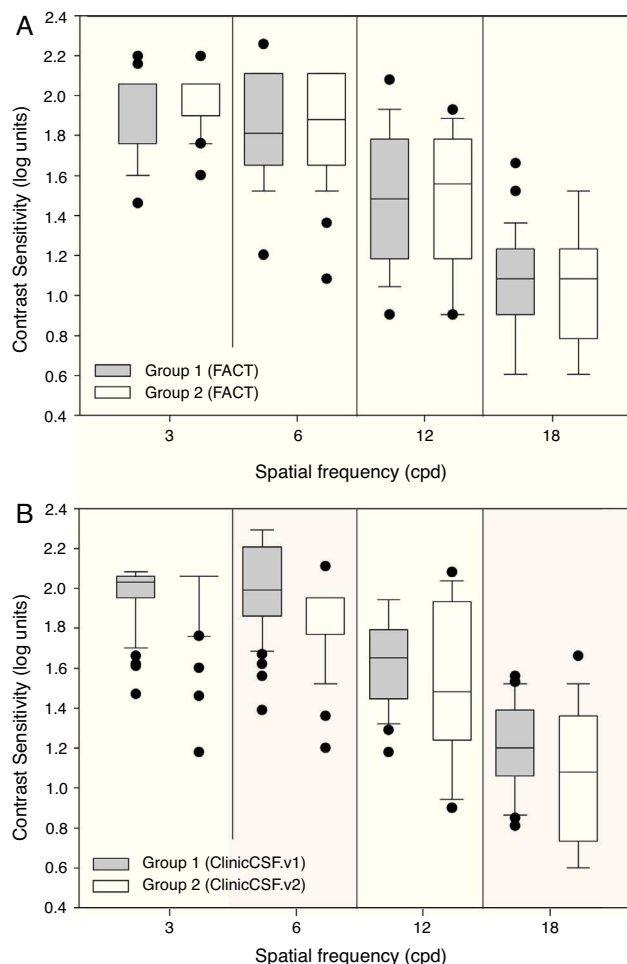 A
2.4
2.2
2.0
1.8
1.6
1.4
1.2
1.0
0.8
0.6
0.4
Contrast Sensitivity (log units)
Group 1 (FACT)
Group 2 (FACT)
3 6 12 18
Spatial frequency (cpd)
B
2.4
2.2
2.0
1.8
1.6
1.4
1.2
1.0
0.8
0.6
0.4
Contrast Sensitivity (log units)
Group 1 (ClinicCSF.v1)
Group 2 (ClinicCSF.v2)
3 6 12 18
Spatial frequency (cpd)